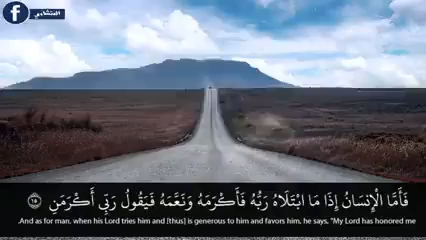 المنشاوي
فَأَمَّا الْإِنسَانُ إِذَا مَا ابْتَلَاهُ رَبُّهُ فَأَكْرَمَهُ وَنَعَّمَهُ فَيَقُولُ رَبِّي أَكْرَمَنِ ١٥
.And as for man, when his Lord tries him and [thus] is generous to him and favors him, he says, "My Lord has honored me